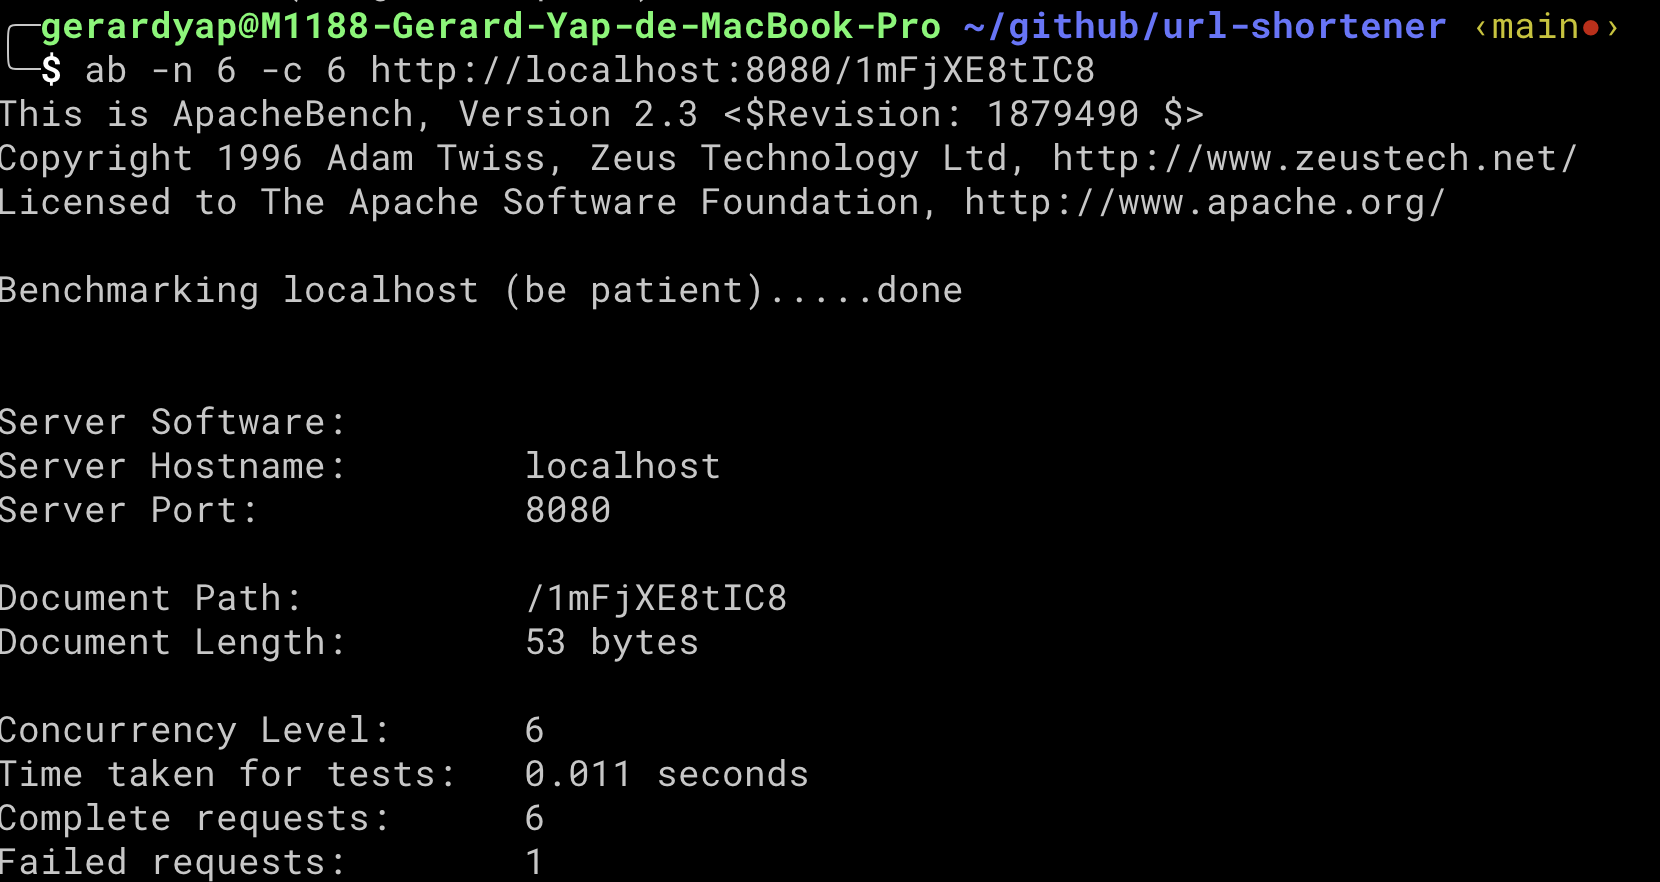 gerardyap@M1188-Gerard-Yap-de-MacBook-Pro ~/github/url-shortener ‹main●›
$ ab -n 6 -c 6 http://localhost:8080/1mFjXE8tIC8
This is ApacheBench, Version 2.3 <$Revision: 1879490 $>
Copyright 1996 Adam Twiss, Zeus Technology Ltd, http://www.zeustech.net/
Licensed to The Apache Software Foundation, http://www.apache.org/
Benchmarking localhost (be patient).....done
Server Software:
Server Hostname: localhost
Server Port: 8080
Document Path: /1mFjXE8tIC8
Document Length: 53 bytes
Concurrency Level: 6
Time taken for tests: 0.011 seconds
Complete requests: 6
Failed requests: 1